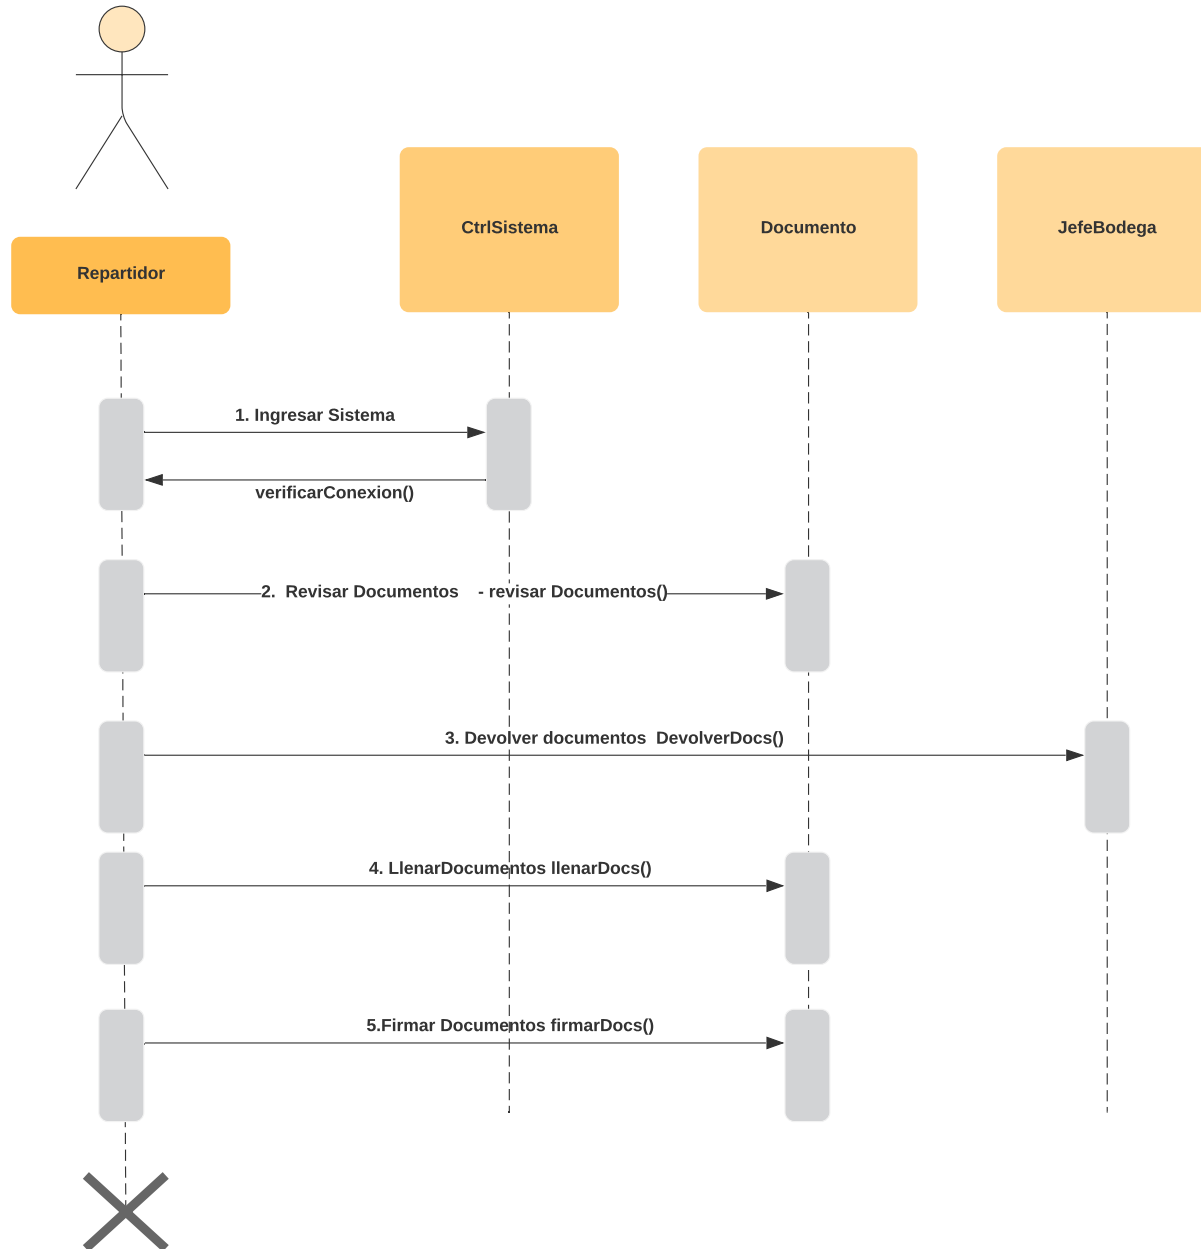 CtrlSistema
Documento
JefeBodega
Repartidor
1. Ingresar Sistema
verificarConexion()
2.  Revisar Documentos    - revisar Documentos()
3. Devolver documentos  DevolverDocs()
4. LlenarDocumentos llenarDocs()
5.Firmar Documentos firmarDocs()